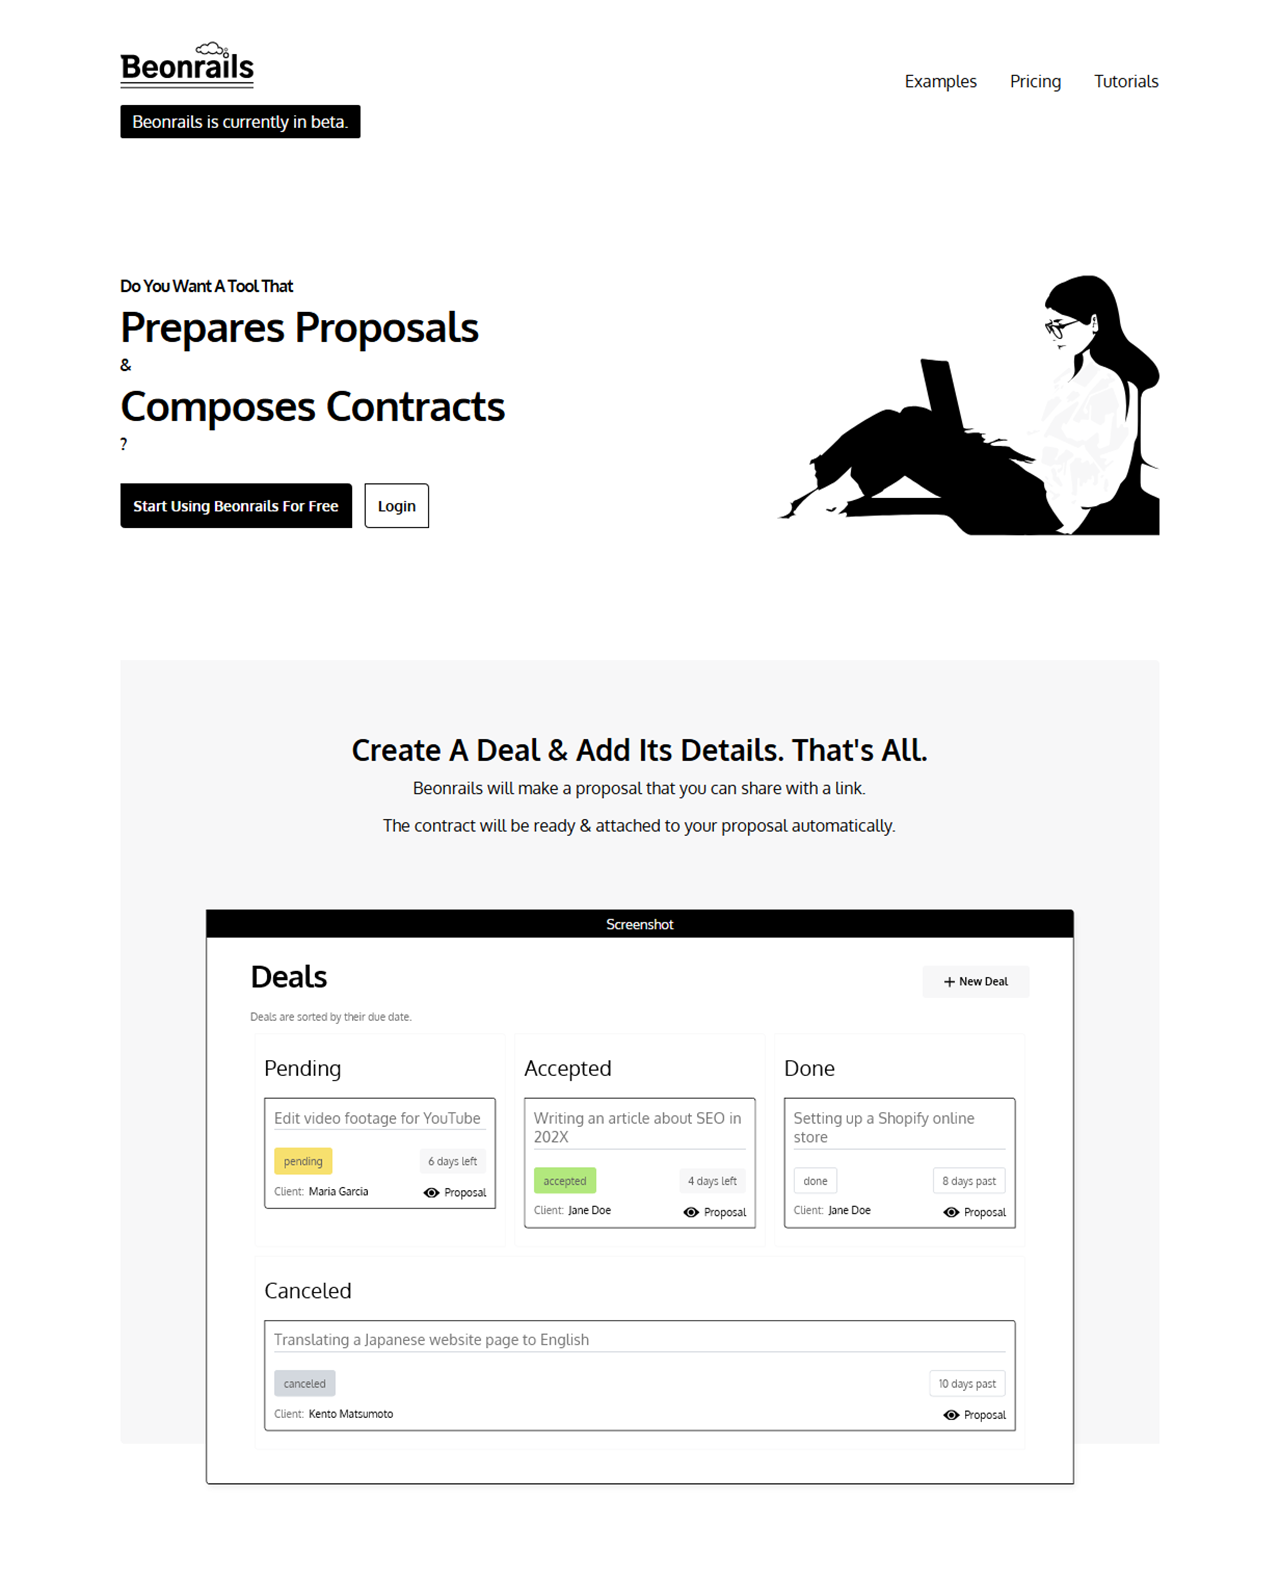 Beonrails
Examples
Pricing
Tutorials
Beonrails is currently in beta.
Do You Want A Tool That
Prepares Proposals
&
Composes Contracts
?
Start Using Beonrails For Free
Login
Create A Deal & Add Its Details. That's All.
Beonrails will make a proposal that you can share with a link.
The contract will be ready & attached to your proposal automatically.
Screenshot
Deals
+ New Deal
Deals are sorted by their due date.
Pending
Edit video footage for YouTube
pending
6 days left
Client: Maria Garcia
Proposal
Accepted
Writing an article about SEO in
202X
accepted
4 days left
Client: Jane Doe
Proposal
Done
Setting up a Shopify online
store
done
8 days past
Client: Jane Doe
Proposal
Canceled
Translating a Japanese website page to English
canceled
10 days past
Client: Kento Matsumoto
Proposal